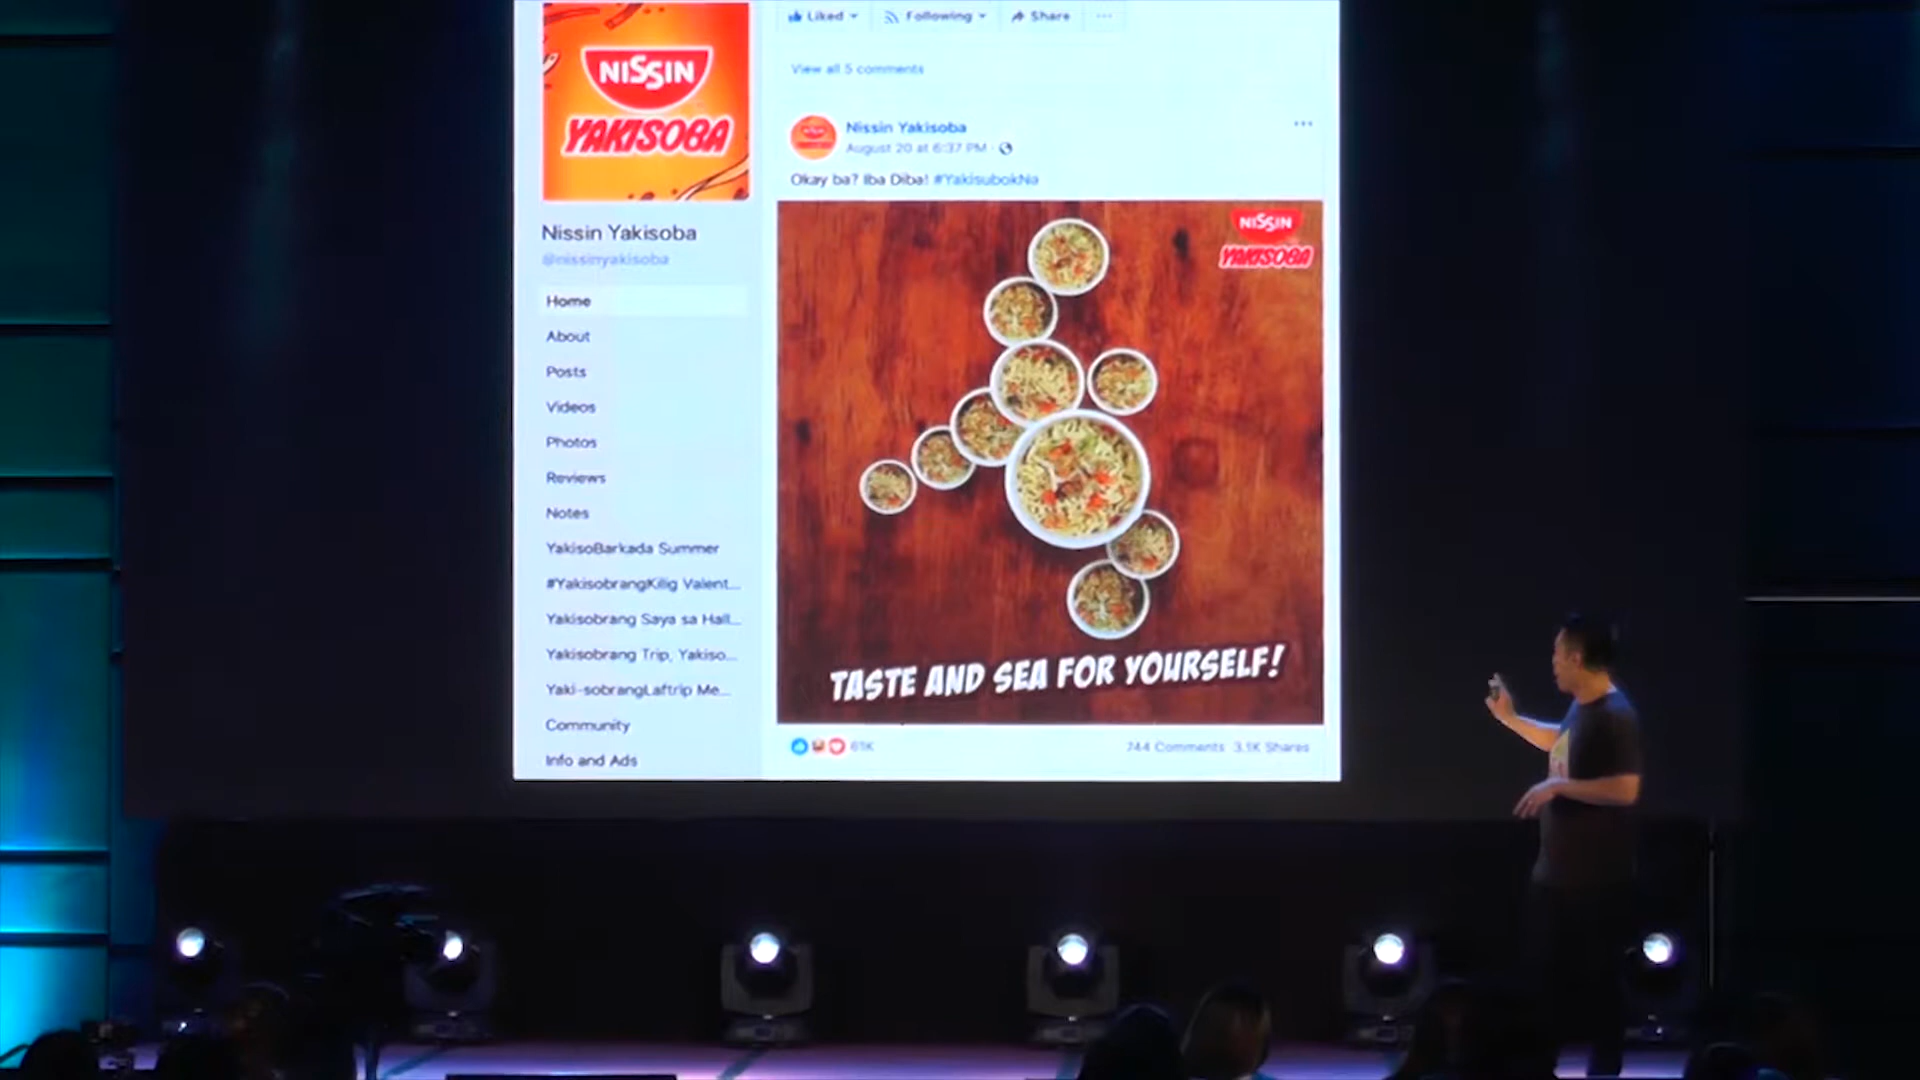 NISSIN
YAKISOBA
Nissin Yakisoba
@nissinyakisoba
Home
About
Posts
Videos
Photos
Reviews
Notes
YakisoBarkada Summer
#YakisobrangKilig Valent...
Yakisobrang Saya sa Hall...
Yakisobrang Trip, Yakiso...
Yaki-sobrangLaftrip Me...
Community
Info and Ads
Liked
Following
Share
View all 5 comments
Nissin Yakisoba
August 20 at 6:37 PM
Okay ba? Iba Diba! #YakisubokNa
NISSIN
YAKISOBA
TASTE AND SEA FOR YOURSELF!
61K
744 Comments 3.1K Shares